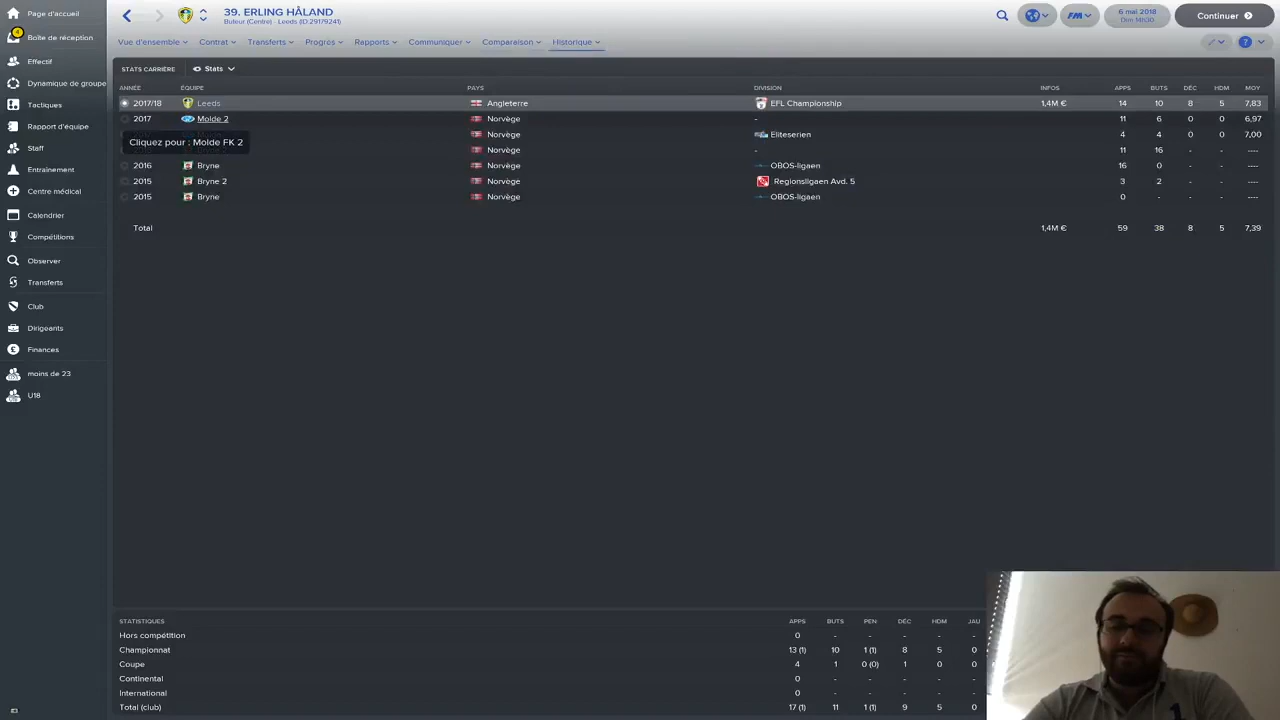 Page d'accueil
4
Boîte de réception
Effectif
Dynamique de groupe
Tactiques
Rapport d'équipe
Staff
Entrainement
Centre médical
Calendrier
Compétitions
Observer
Transferts
Club
Dirigeants
Finances
moins de 23
U18
39. ERLING HÅLAND
Buteur (Centre) - Leeds (ID:29179241)
FM
6 mai 2018
Continuer
Vue d'ensemble Contrat Transferts Progrès Rapports Communiquer Comparaison Historique
?
STATS CARRIÈRE Stats
ANNÉE ÉQUIPE PAYS DIVISION INFOS APPS BUTS DÉC HDM MOY
2017/18 Leeds Angleterre EFL Championship 1,4M € 14 10 8 5 7,83
2017 Molde 2 Norvège - 11 6 0 0 6,97
Norvège Eliteserien 4 4 0 0 7,00
Cliquez pour : Molde FK 2
Norvège - 11 16 - - ----
2016 Bryne Norvège OBOS-ligaen 16 0 - - ----
2015 Bryne 2 Norvège Regionsligaen Avd. 5 3 2 - - ----
2015 Bryne Norvège OBOS-ligaen 0 - - - ----
Total 1,4M € 59 38 8 5 7,39
STATISTIQUES APPS BUTS PEN DÉC HDM JAU
Hors compétition 0 - - - - -
Championnat 13 (1) 10 1 (1) 8 5 0
Coupe 4 1 0 (0) 1 0 0
Continental 0 - - - - -
International 0 - - - - -
Total (club) 17 (1) 11 1 (1) 9 5 0